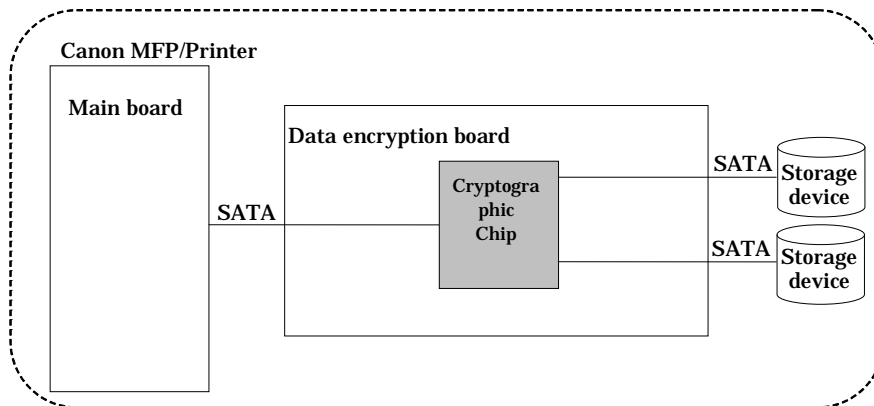 Canon MFP/Printer
Main board
Data encryption board
Cryptogra
phic
Chip
SATA
SATA
Storage
device
SATA
Storage
device